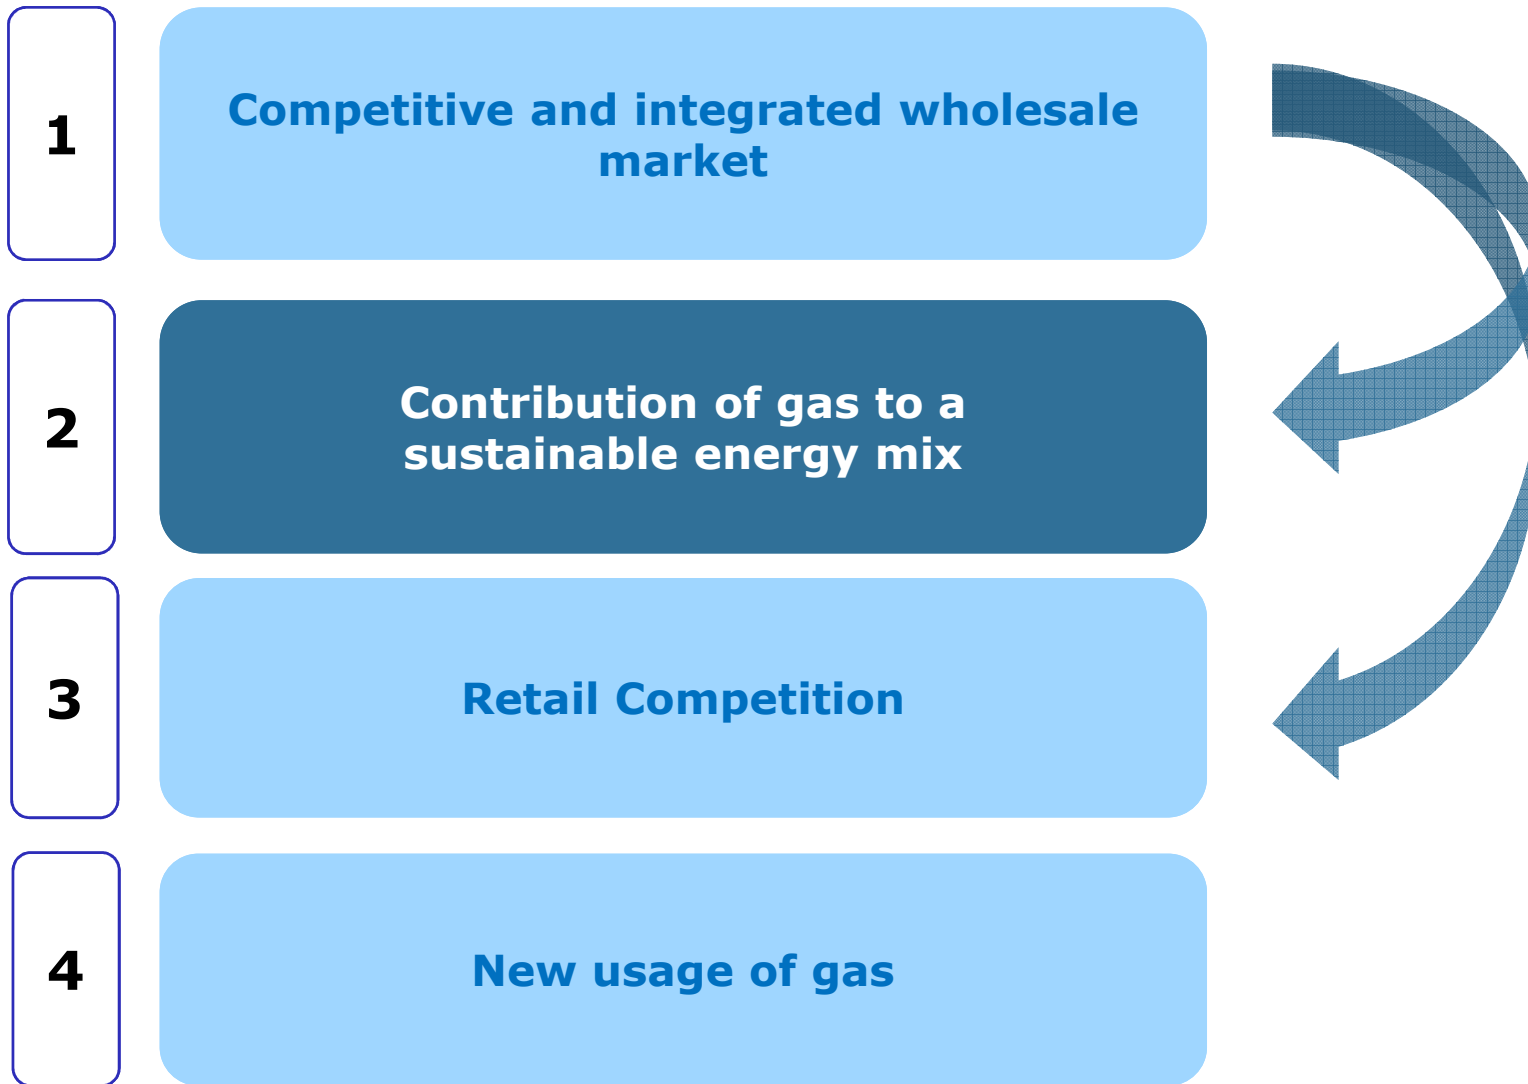 1
Competitive and integrated wholesale
market
2
Contribution of gas to a
sustainable energy mix
3
Retail Competition
4
New usage of gas